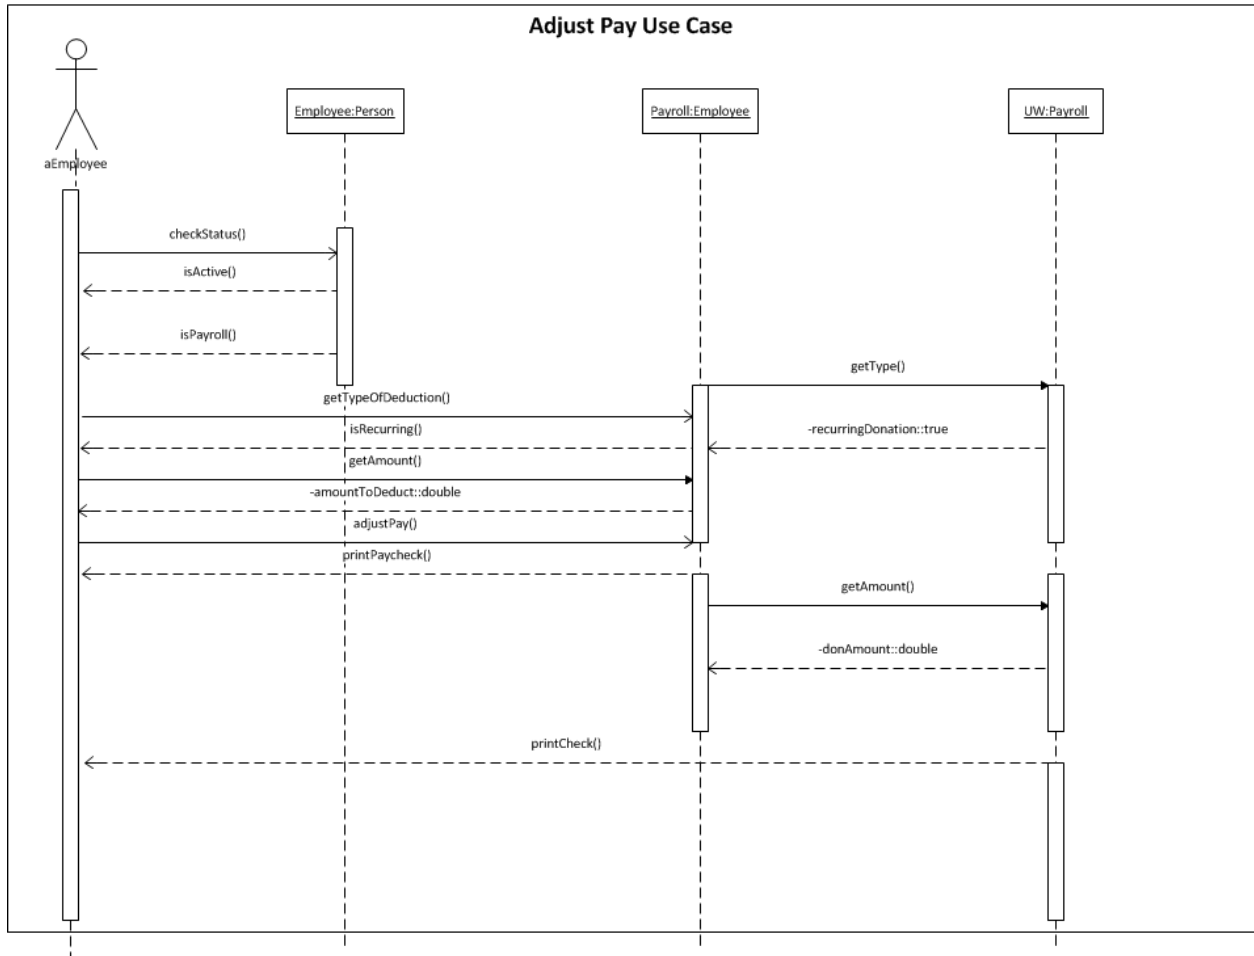 Adjust Pay Use Case
Employee:Person
Payroll:Employee
UW:Payroll
aEmployee
checkStatus()
isActive()
isPayroll()
getType()
getTypeOfDeduction()
isRecurring()
-recurringDonation::true
getAmount()
-amountToDeduct::double
adjustPay()
printPaycheck()
getAmount()
-donAmount::double
printCheck()